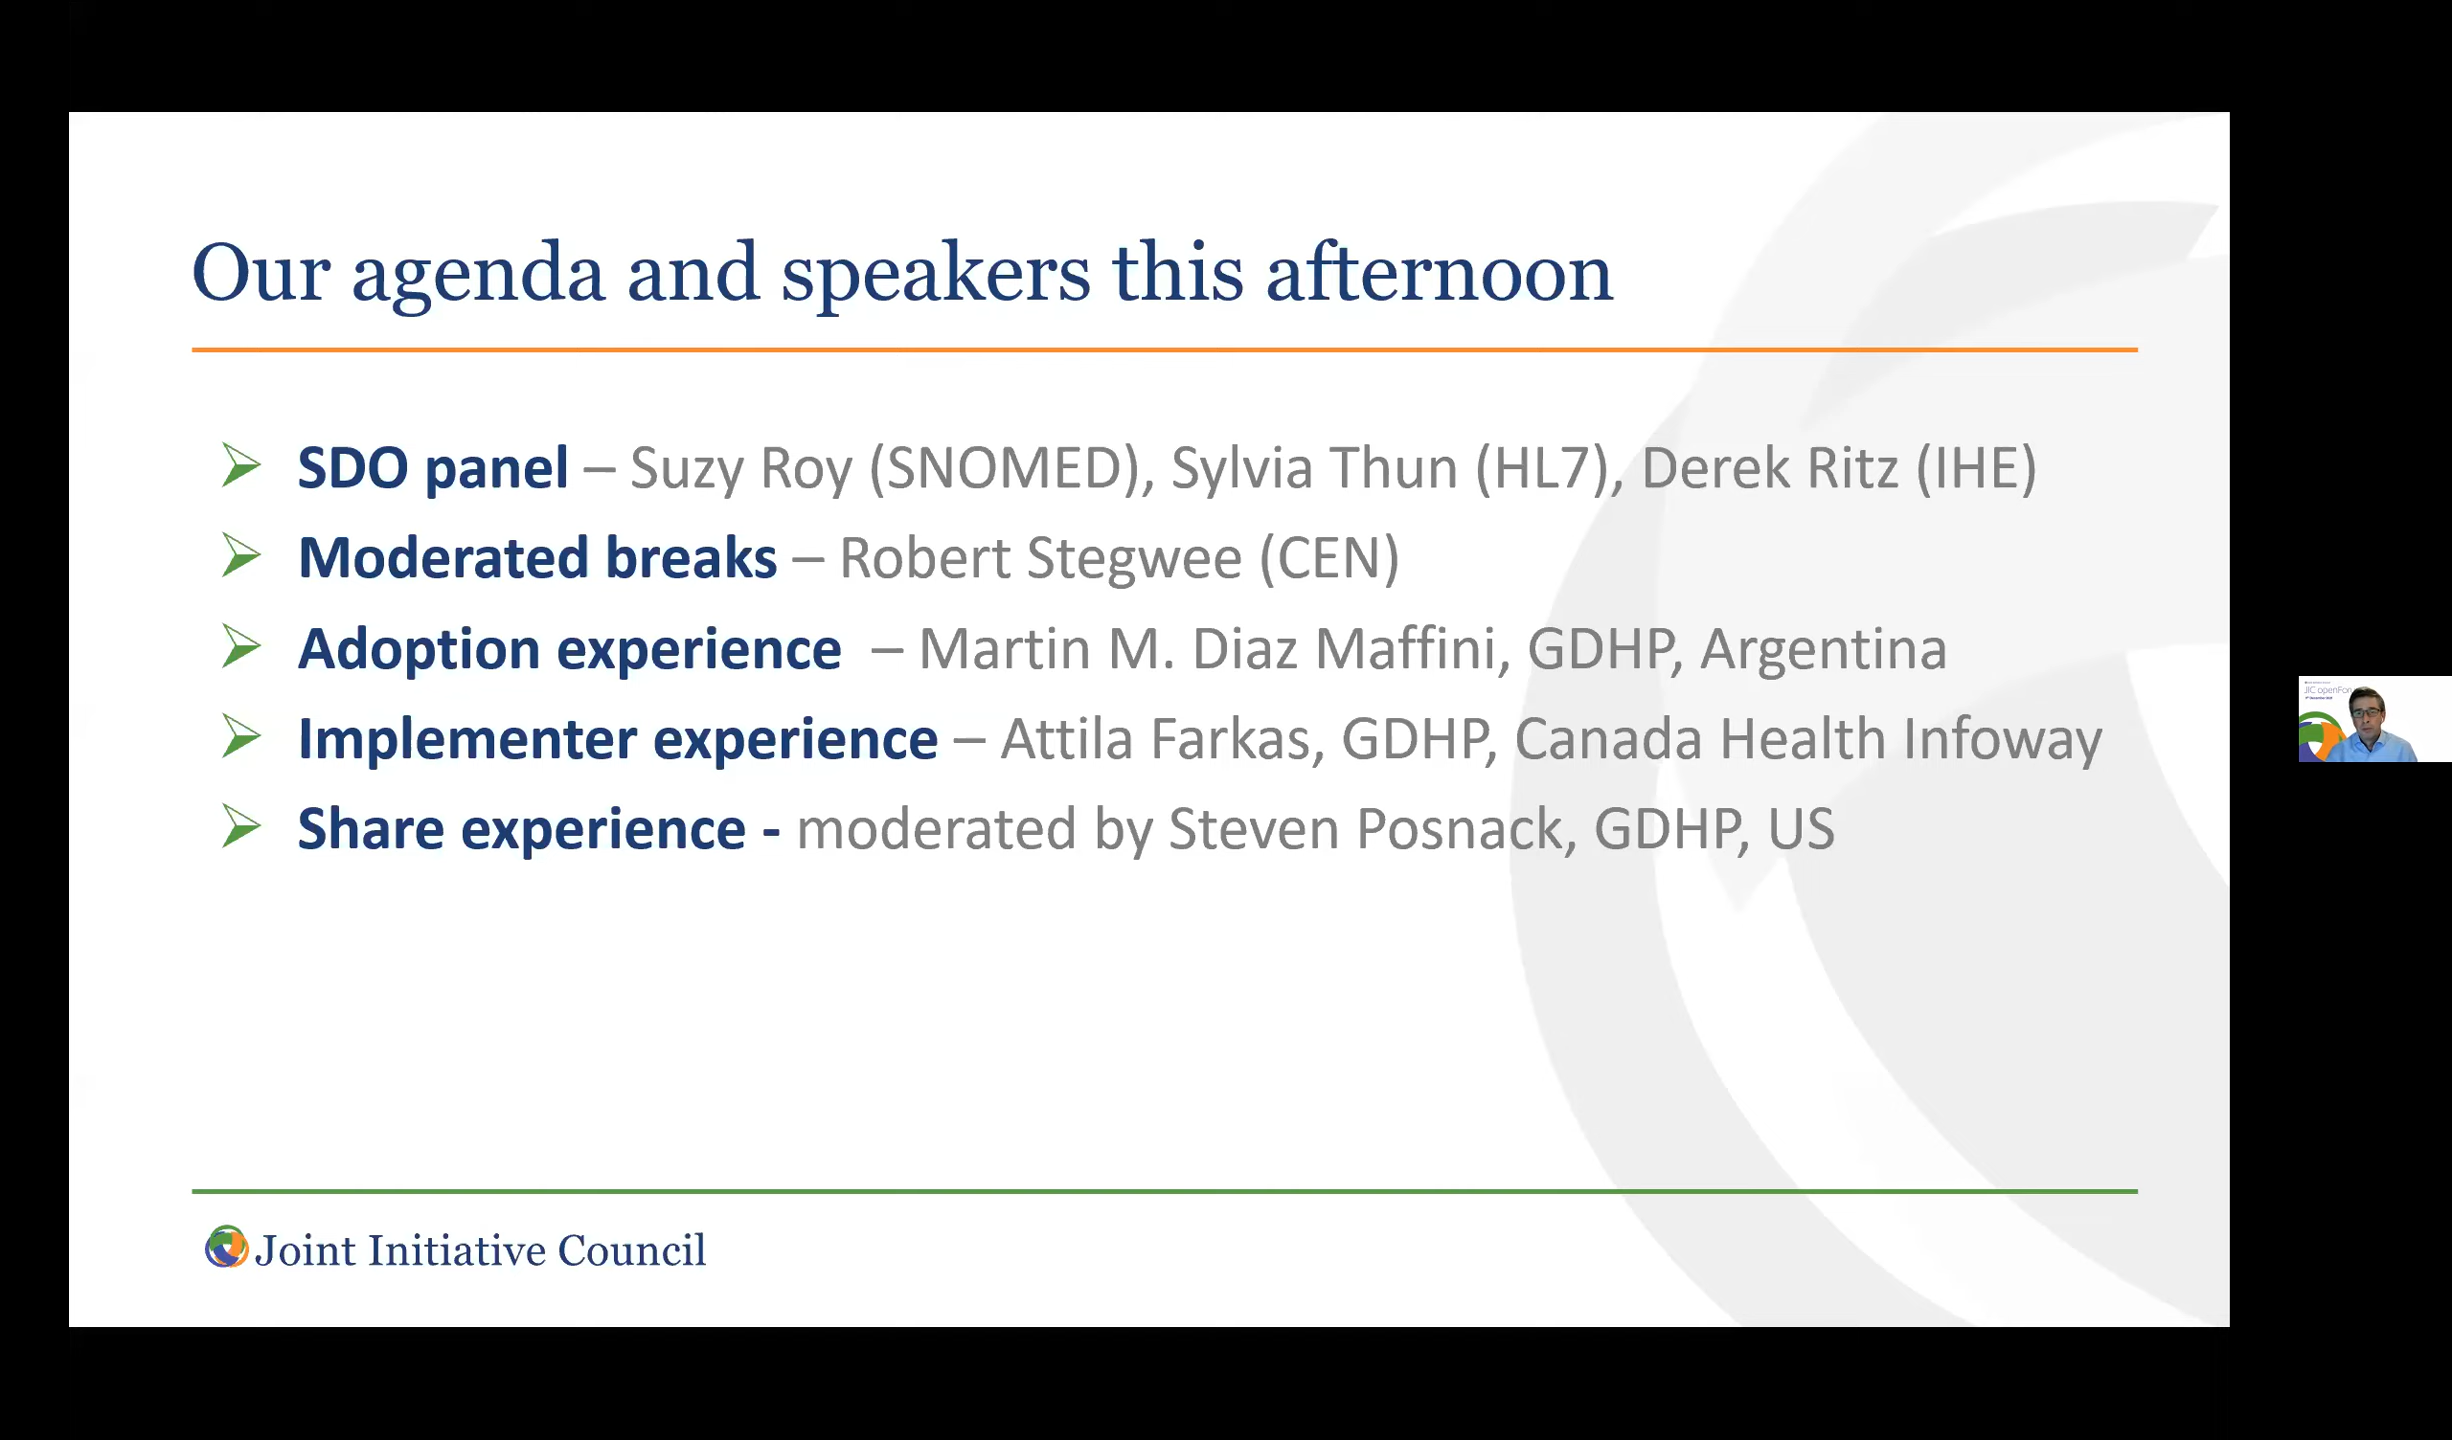 Our agenda and speakers this afternoon
SDO panel – Suzy Roy (SNOMED), Sylvia Thun (HL7), Derek Ritz (IHE)
Moderated breaks – Robert Stegwee (CEN)
Adoption experience – Martin M. Diaz Maffini, GDHP, Argentina
Implementer experience – Attila Farkas, GDHP, Canada Health Infoway
Share experience - moderated by Steven Posnack, GDHP, US
JIC openFor
Joint Initiative Council